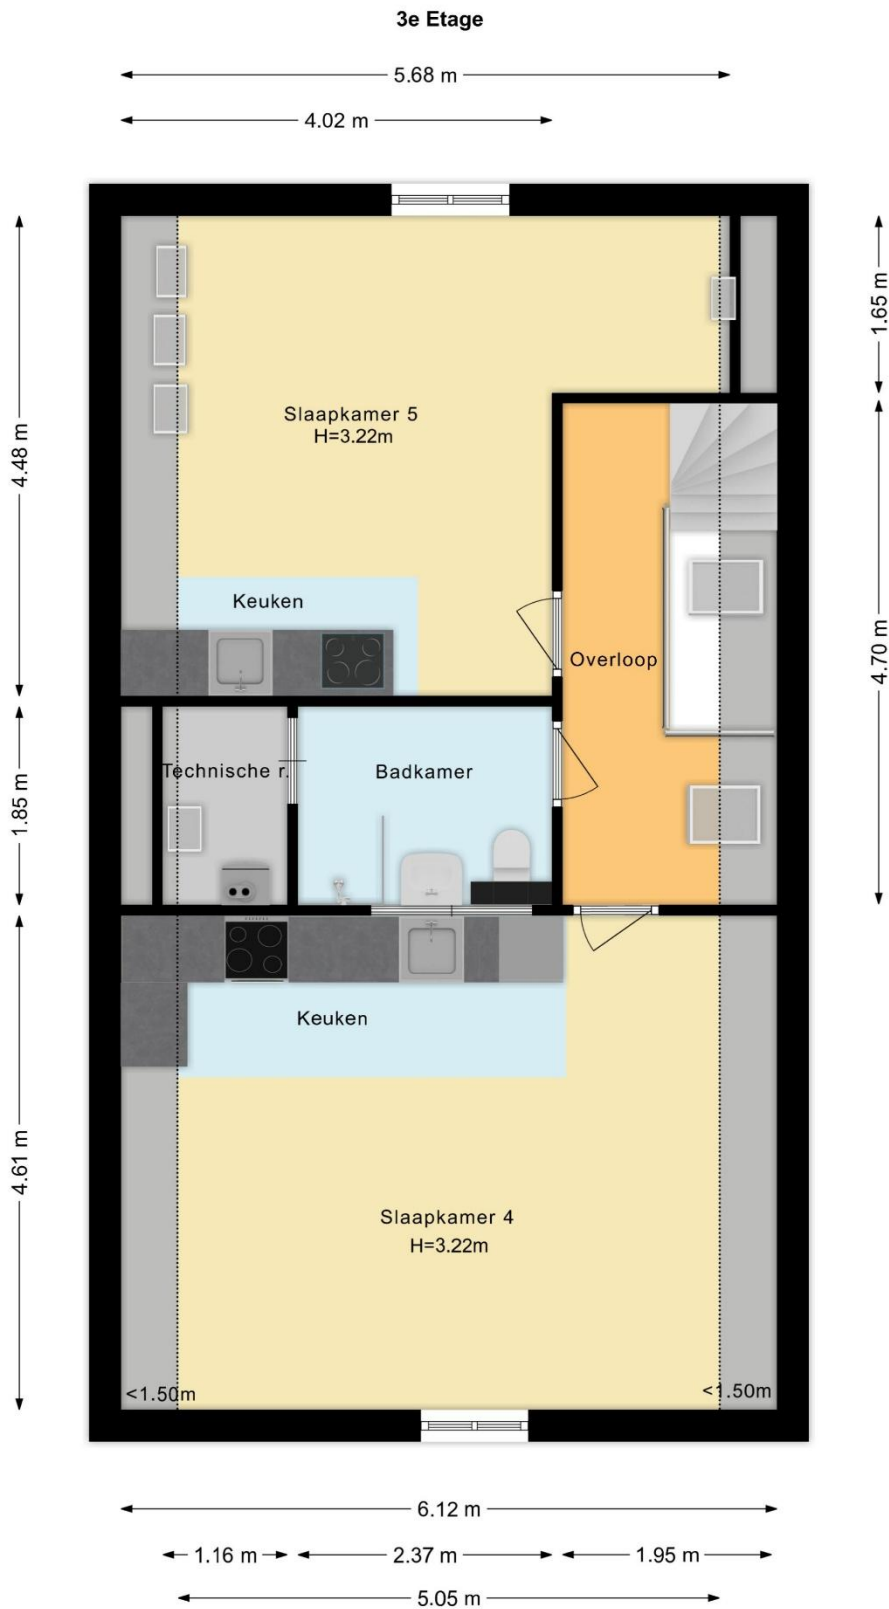 3e Etage
5.68 m
4.02 m
4.48 m
1.65 m
Slaapkamer 5
H=3.22m
Keuken
Overloop
4.70 m
1.85 m
Technische r.
Badkamer
Keuken
4.61 m
Slaapkamer 4
H=3.22m
<1.50m
<1.50m
6.12 m
1.16 m
2.37 m
1.95 m
5.05 m